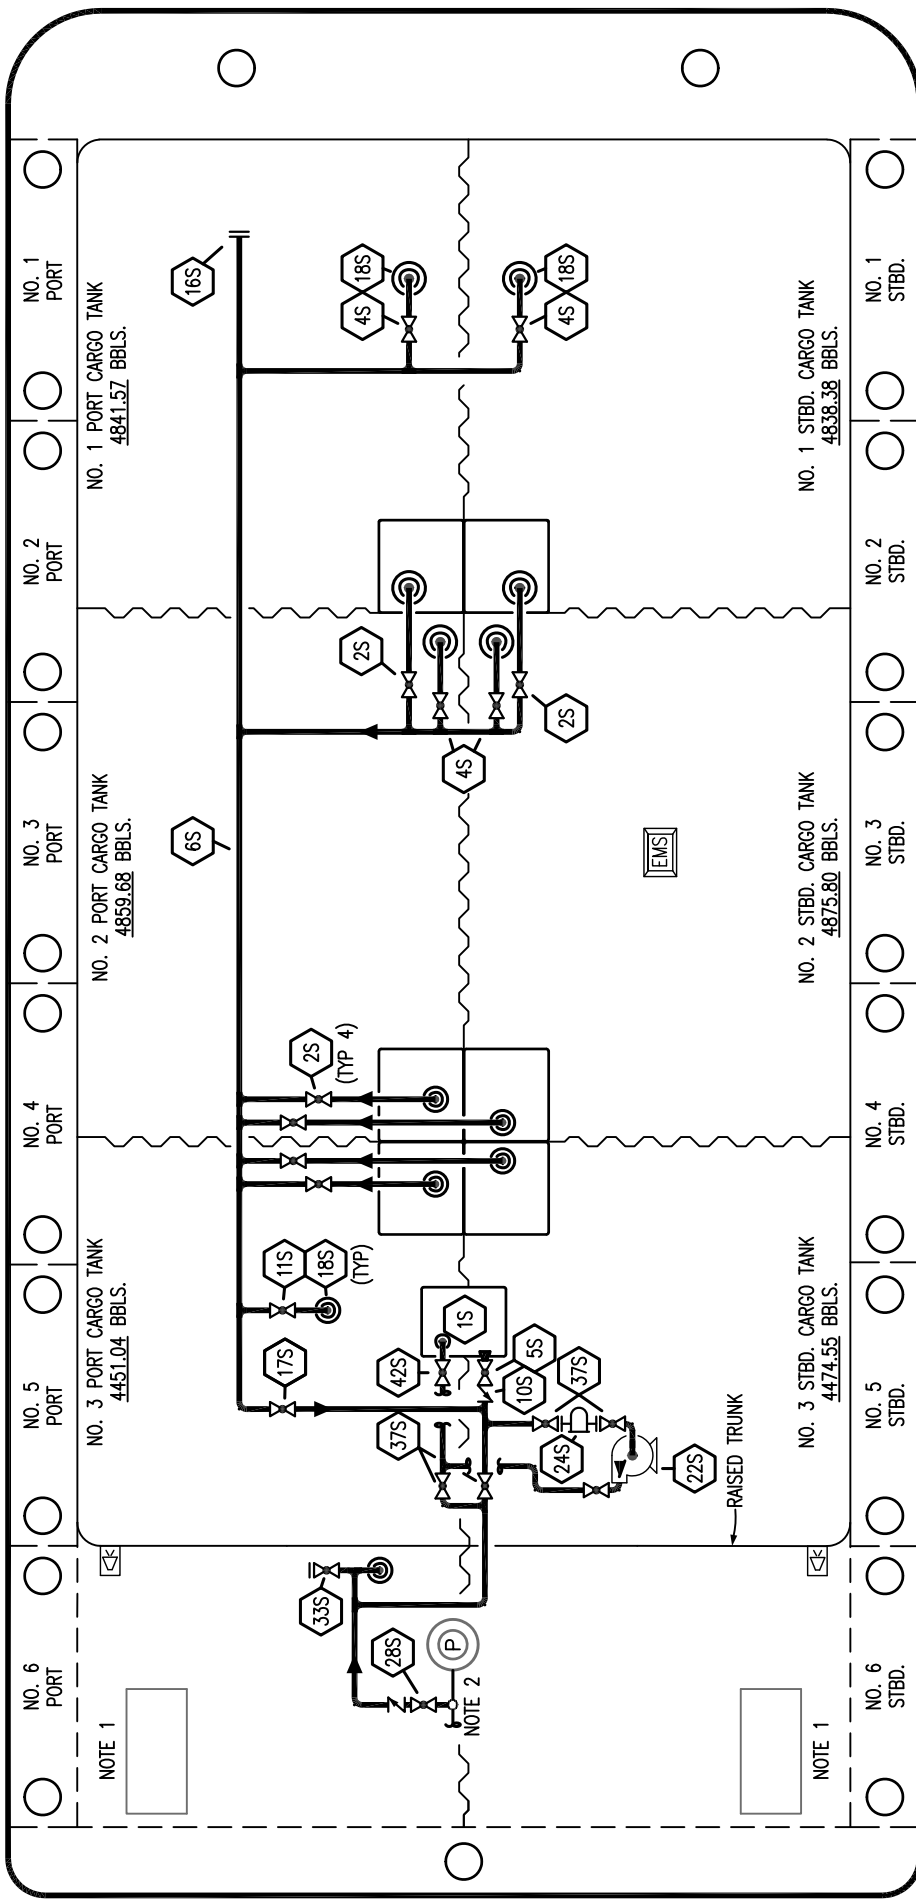 NO. 1
PORT
NO. 2
PORT
NO. 3
PORT
NO. 4
PORT
NO. 5
PORT
NO. 6
PORT
NO. 1 PORT CARGO TANK
4841.57 BBLS.
NO. 2 PORT CARGO TANK
4859.68 BBLS.
NO. 3 PORT CARGO TANK
4451.04 BBLS.
NOTE 1
16S
6S
18S
4S
18S
4S
2S
2S
4S
2S
(TYP 4)
11S
18S
(TYP)
17S
1S
42S
5S
10S
37S
37S
24S
22S
33S
28S
P
NOTE 2
EMS
RAISED TRUNK
NO. 1 STBD. CARGO TANK
4838.38 BBLS.
NO. 2 STBD. CARGO TANK
4875.80 BBLS.
NO. 3 STBD. CARGO TANK
4474.55 BBLS.
NOTE 1
NO. 1
STBD.
NO. 2
STBD.
NO. 3
STBD.
NO. 4
STBD.
NO. 5
STBD.
NO. 6
STBD.